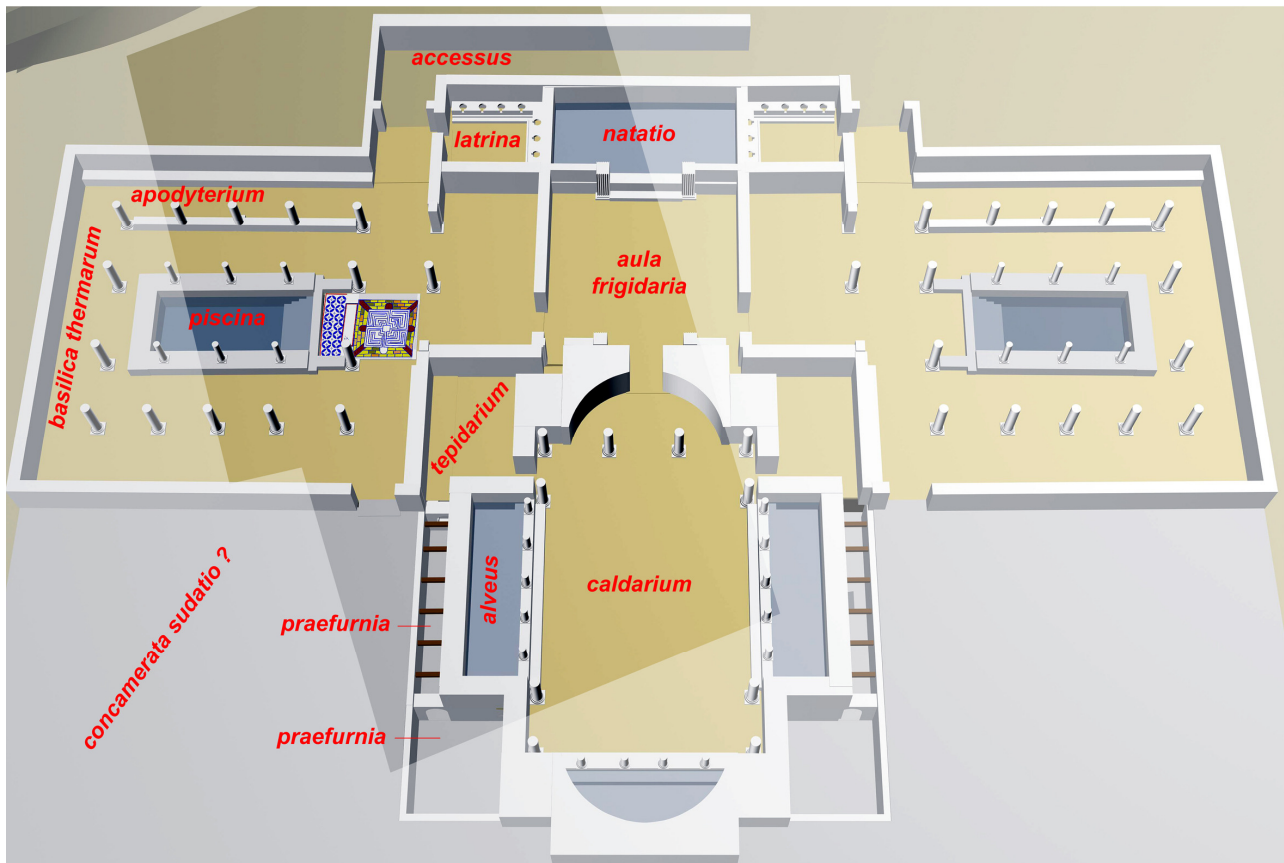 accessus
latrina
natatio
apodyterium
aula
frigidaria
basilica thermarum
piscina
tepidarium
alveus
caldarium
concamerata sudatio ?
praefurnia
praefurnia